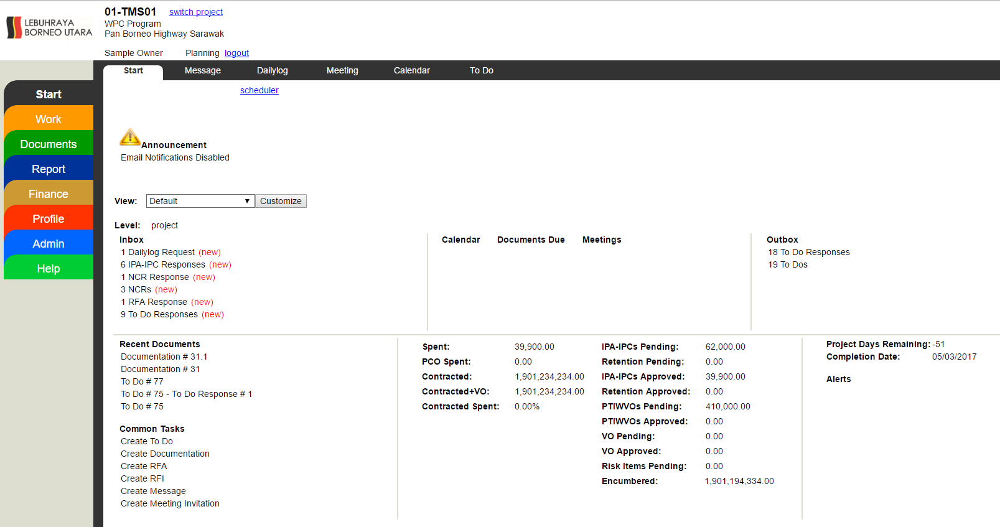 LEBUHRAYA
BORNEO UTARA
01-TMS01 switch project
WPC Program
Pan Borneo Highway Sarawak
Sample Owner Planning logout
Start Message Dailylog Meeting Calendar To Do
scheduler
Start
Work
Documents
Report
Finance
Profile
Admin
Help
Announcement
Email Notifications Disabled
View: Default Customize
Level: project
Inbox
1 Dailylog Request (new)
6 IPA-IPC Responses (new)
1 NCR Response (new)
3 NCRs (new)
1 RFA Response (new)
9 To Do Responses (new)
Calendar Documents Due Meetings
Outbox
18 To Do Responses
19 To Dos
Recent Documents
Documentation # 31.1
Documentation # 31
To Do # 77
To Do # 75 - To Do Response # 1
To Do # 75
Common Tasks
Create To Do
Create Documentation
Create RFA
Create RFI
Create Message
Create Meeting Invitation
Spent: 39,900.00
PCO Spent: 0.00
Contracted: 1,901,234,234.00
Contracted+VO: 1,901,234,234.00
Contracted Spent: 0.00%
IPA-IPCs Pending: 62,000.00
Retention Pending: 0.00
IPA-IPCs Approved: 39,900.00
Retention Approved: 0.00
PTIWVOs Pending: 410,000.00
PTIWVOs Approved: 0.00
VO Pending: 0.00
VO Approved: 0.00
Risk Items Pending: 0.00
Encumbered: 1,901,194,334.00
Project Days Remaining: -51
Completion Date: 05/03/2017
Alerts